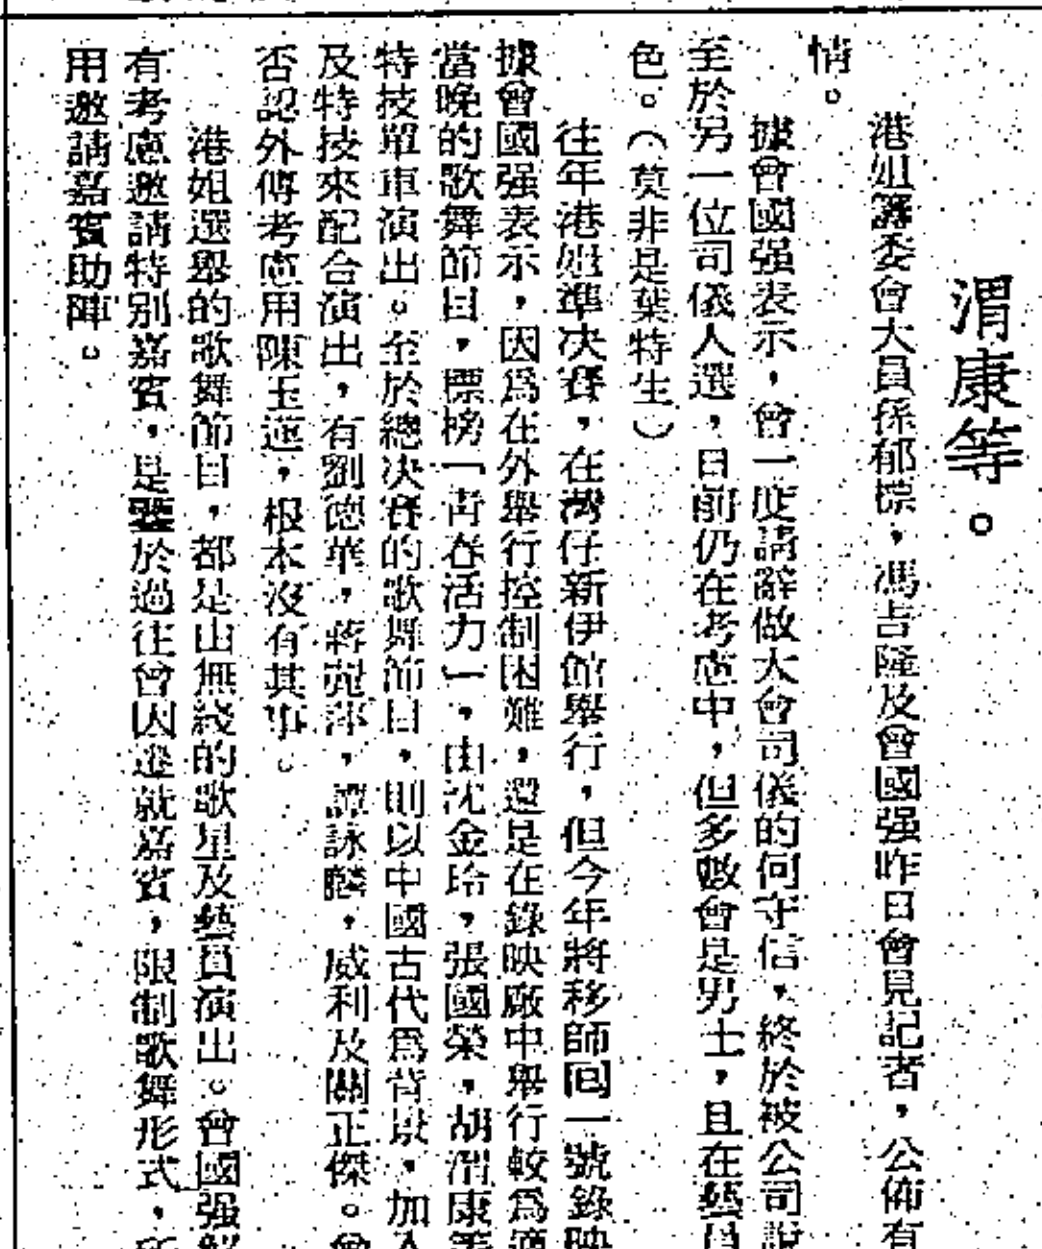 渭康等。
港姐籌委會大員孫郁標，馮吉隆及曾國强昨日會見記者，公佈有
情。
據曾國强表示，曾一度請辭做大會司儀的何守信，終於被公司說
至於另一位司儀人選，日前仍在考慮中，但多數會是男士，且在藝員
色。（莫非是葉特生）
往年港姐準决賽，在灣仔新伊館舉行，但今年將移師回一號錄映
據曾國强表示，因爲在外舉行控制困難，還是在錄映廠中舉行較爲適
當晚的歌舞節目，標榜「青春活力」，由沈金玲，張國榮，胡渭康等
特技單車演出。至於總决賽的歌舞節目，則以中國古代爲背景，加入
及特技來配合演出，有劉德華，蔣麗萍，譚詠麟，威利及關正傑。曾
否認外傳考慮用陳玉蓮，根本沒有其事。
港姐選舉的歌舞節目，都是由無綫的歌星及藝員演出。曾國强解
有考慮邀請特别嘉賓，是鑒於過往曾因遷就嘉賓，限制歌舞形式，所
用邀請嘉賓助陣。